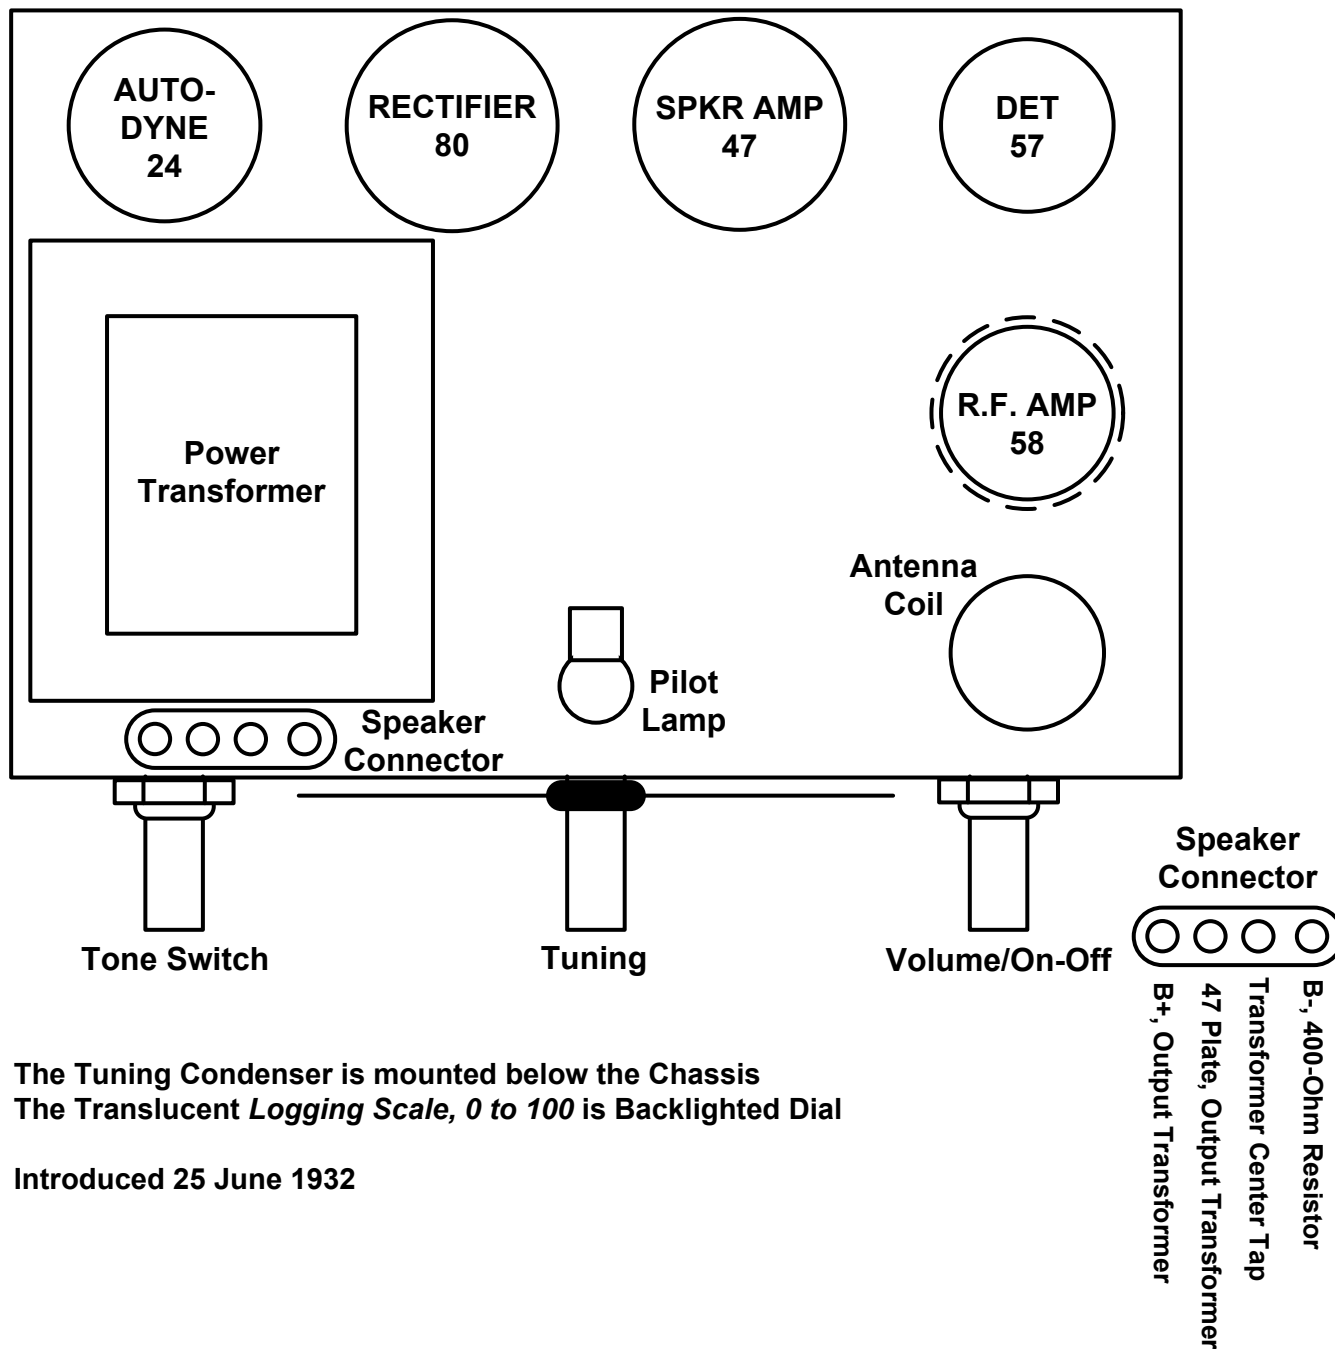 AUTO-
DYNE
24
RECTIFIER
80
SPKR AMP
47
DET
57
R.F. AMP
58
Power
Transformer
Antenna
Coil
Pilot
Lamp
Speaker
Connector
Tone Switch
Tuning
Volume/On-Off
Speaker
Connector
B+, Output Transformer
47 Plate, Output Transformer
Transformer Center Tap
B-, 400-Ohm Resistor
The Tuning Condenser is mounted below the Chassis
The Translucent Logging Scale, 0 to 100 is Backlighted Dial
Introduced 25 June 1932